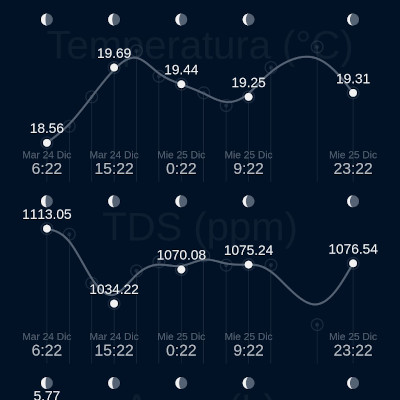 Temperatura (°C)
19.69
19.44
19.25
19.31
18.56
Mar 24 Dic Mar 24 Dic Mie 25 Dic Mie 25 Dic Mie 25 Dic
6:22 15:22 0:22 9:22 23:22
TDS (ppm)
1113.05
1070.08 1075.24 1076.54
1034.22
Mar 24 Dic Mar 24 Dic Mie 25 Dic Mie 25 Dic Mie 25 Dic
6:22 15:22 0:22 9:22 23:22
5.77